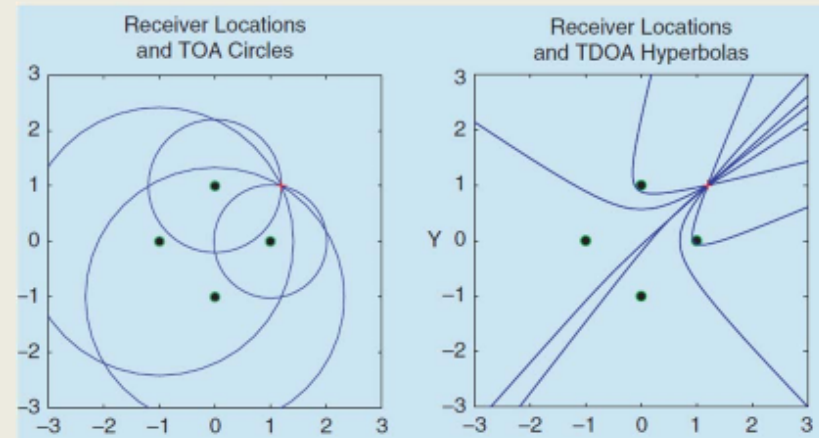 Receiver Locations
and TOA Circles
3
2
1
0
−1
−2
−3
−3 −2 −1 0 1 2 3
Receiver Locations
and TDOA Hyperbolas
3
2
1
Y 0
−1
−2
−3
−3 −2 −1 0 1 2 3